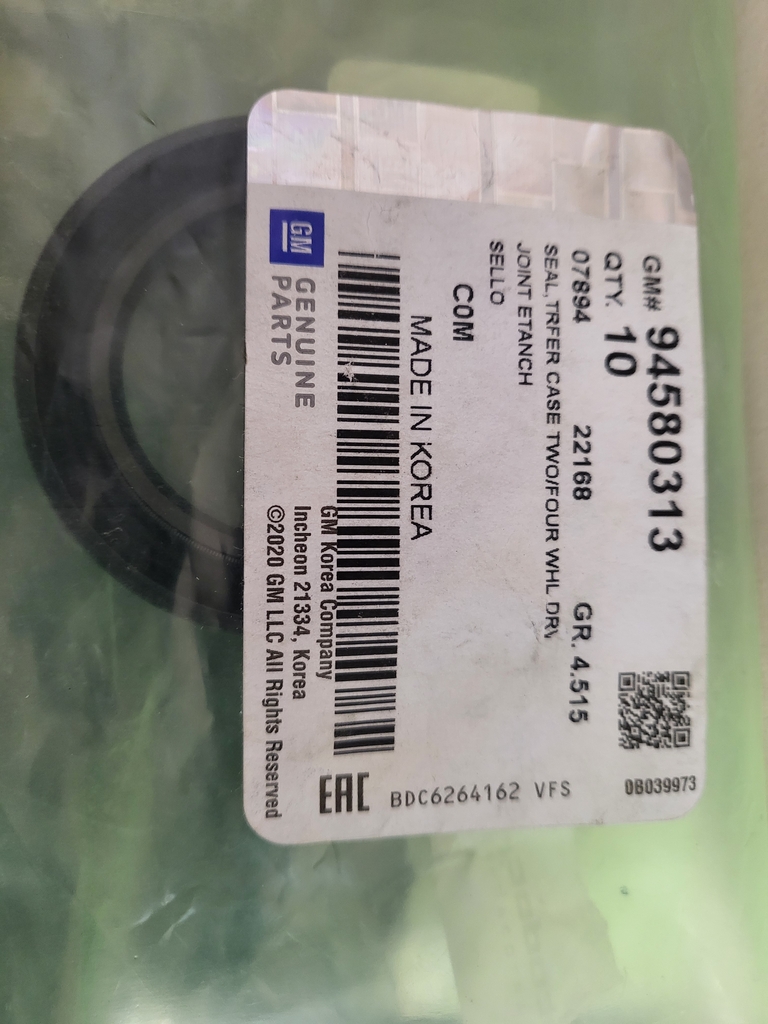 GM# 94580313
QTY. 10
07894 22168 GR. 4.515
SEAL, TRFER CASE TWO/FOUR WHL DRV
JOINT ETANCH
SELLO
COM
MADE IN KOREA
GM
GENUINE
PARTS
GM Korea Company
Incheon 21334, Korea
©2020 GM LLC All Rights Reserved
0B039973
BDC6264162 VFS
EAC